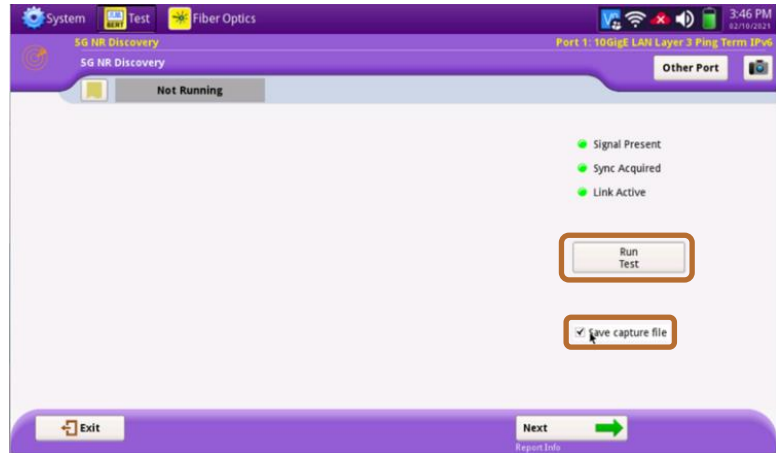 System Test Fiber Optics 3:46 PM
02/10/2021
5G NR Discovery Port 1: 10GigE LAN Layer 3 Ping Term IPv6
5G NR Discovery
Other Port
Not Running
Signal Present
Sync Acquired
Link Active
Run
Test
Save capture file
Exit
Next
Report Info